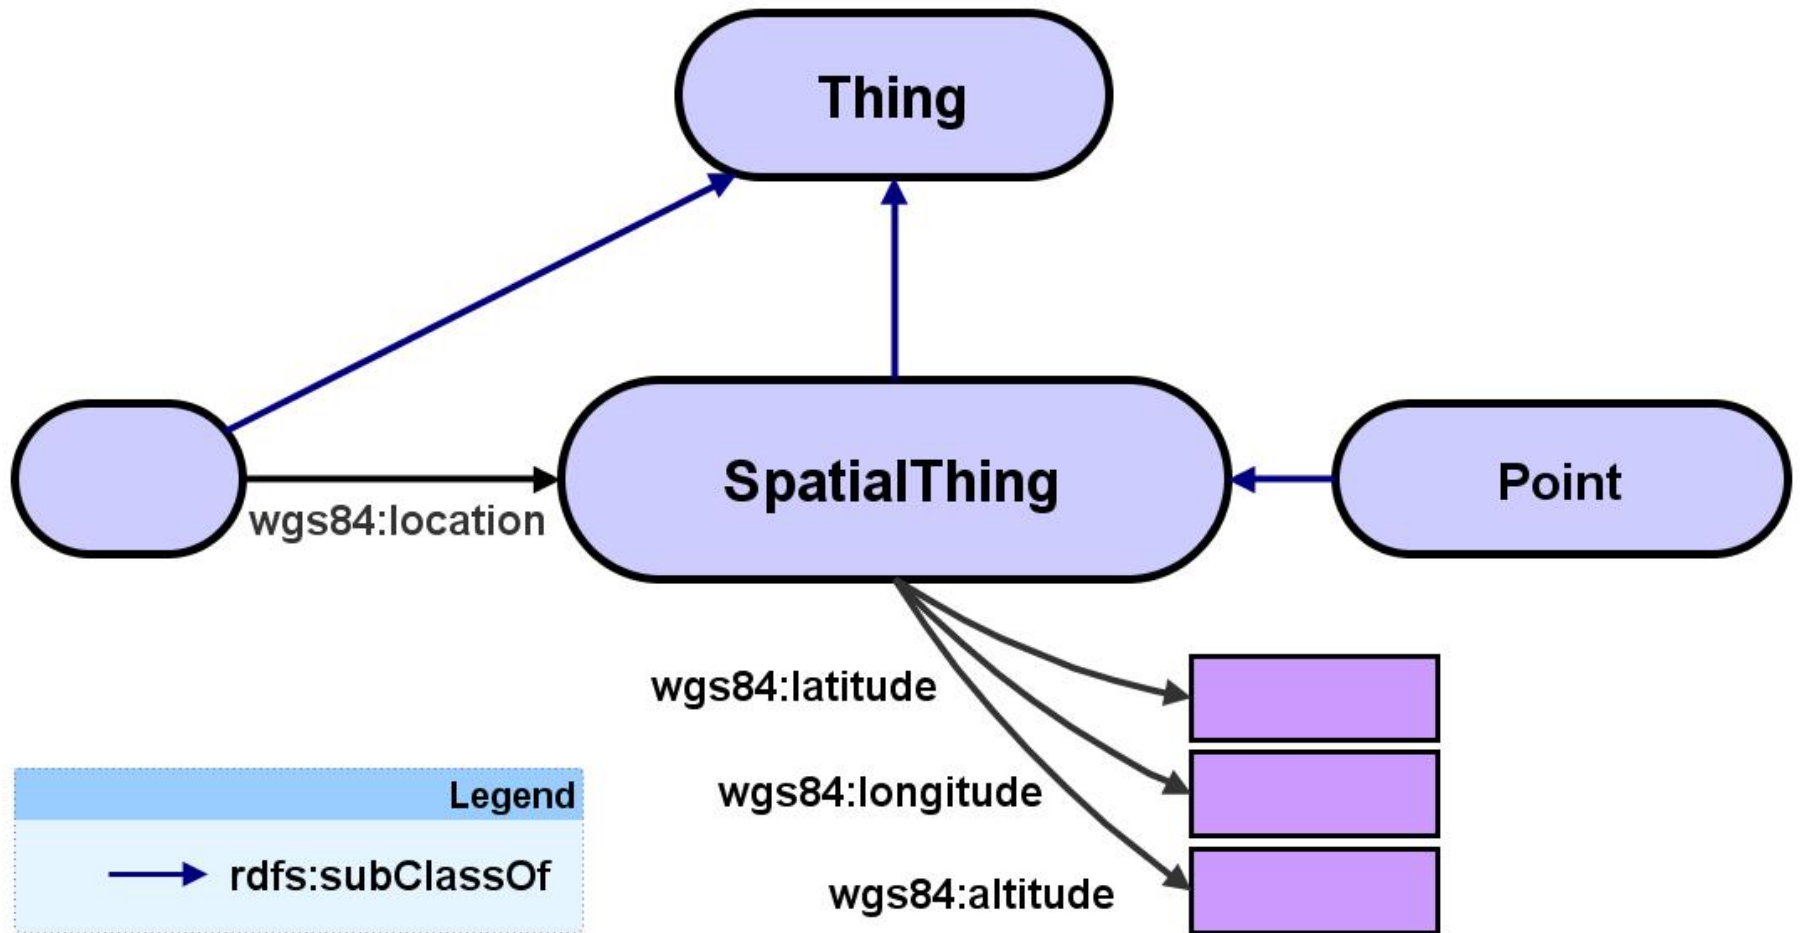 Thing
SpatialThing
Point
wgs84:location
wgs84:latitude
wgs84:longitude
wgs84:altitude
Legend
rdfs:subClassOf